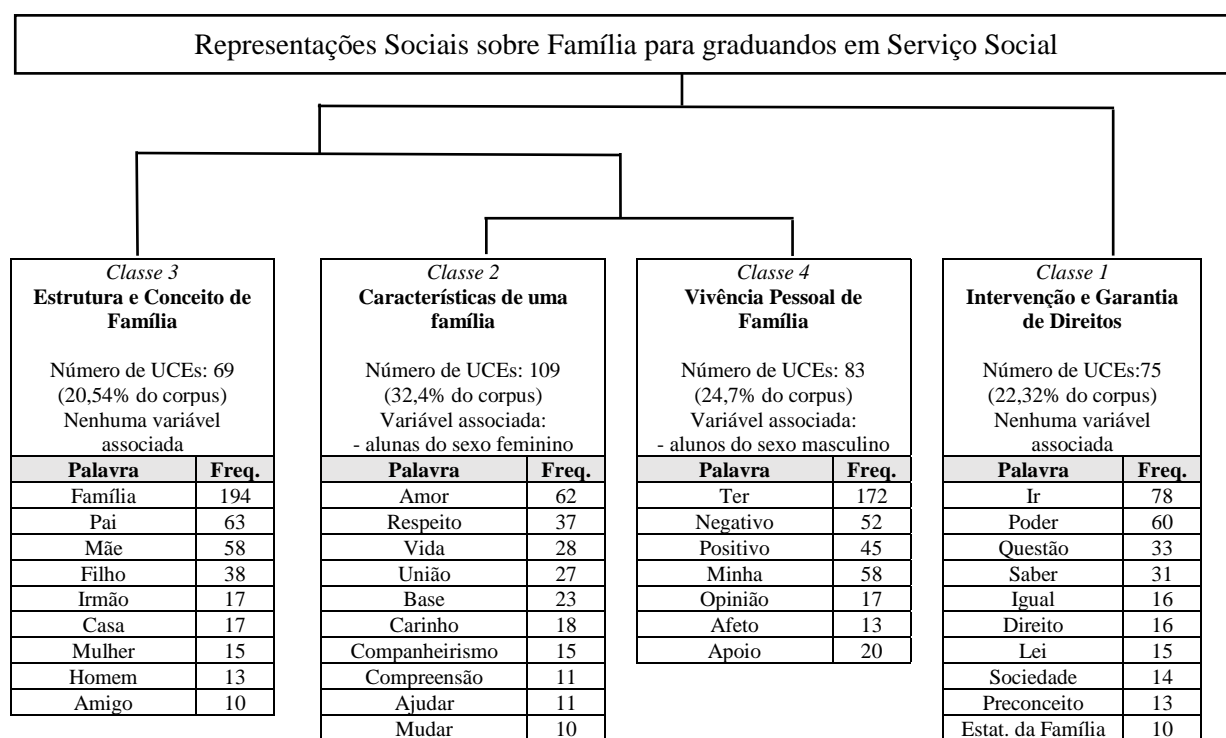 Representações Sociais sobre Família para graduandos em Serviço Social
Classe 3
Estrutura e Conceito de
Família
Número de UCEs: 69
(20,54% do corpus)
Nenhuma variável
associada
Palavra Freq.
Família 194
Pai 63
Mãe 58
Filho 38
Irmão 17
Casa 17
Mulher 15
Homem 13
Amigo 10
Classe 2
Características de uma
família
Número de UCEs: 109
(32,4% do corpus)
Variável associada:
- alunas do sexo feminino
Palavra Freq.
Amor 62
Respeito 37
Vida 28
União 27
Base 23
Carinho 18
Companheirismo 15
Compreensão 11
Ajudar 11
Mudar 10
Classe 4
Vivência Pessoal de
Família
Número de UCEs: 83
(24,7% do corpus)
Variável associada:
- alunos do sexo masculino
Palavra Freq.
Ter 172
Negativo 52
Positivo 45
Minha 58
Opinião 17
Afeto 13
Apoio 20
Classe 1
Intervenção e Garantia
de Direitos
Número de UCEs:75
(22,32% do corpus)
Nenhuma variável
associada
Palavra Freq.
Ir 78
Poder 60
Questão 33
Saber 31
Igual 16
Direito 16
Lei 15
Sociedade 14
Preconceito 13
Estat. da Família 10